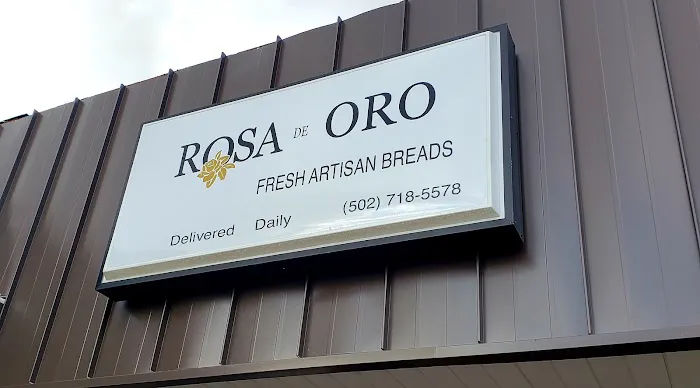 ROSA DE ORO
FRESH ARTISAN BREADS
Delivered Daily (502) 718-5578